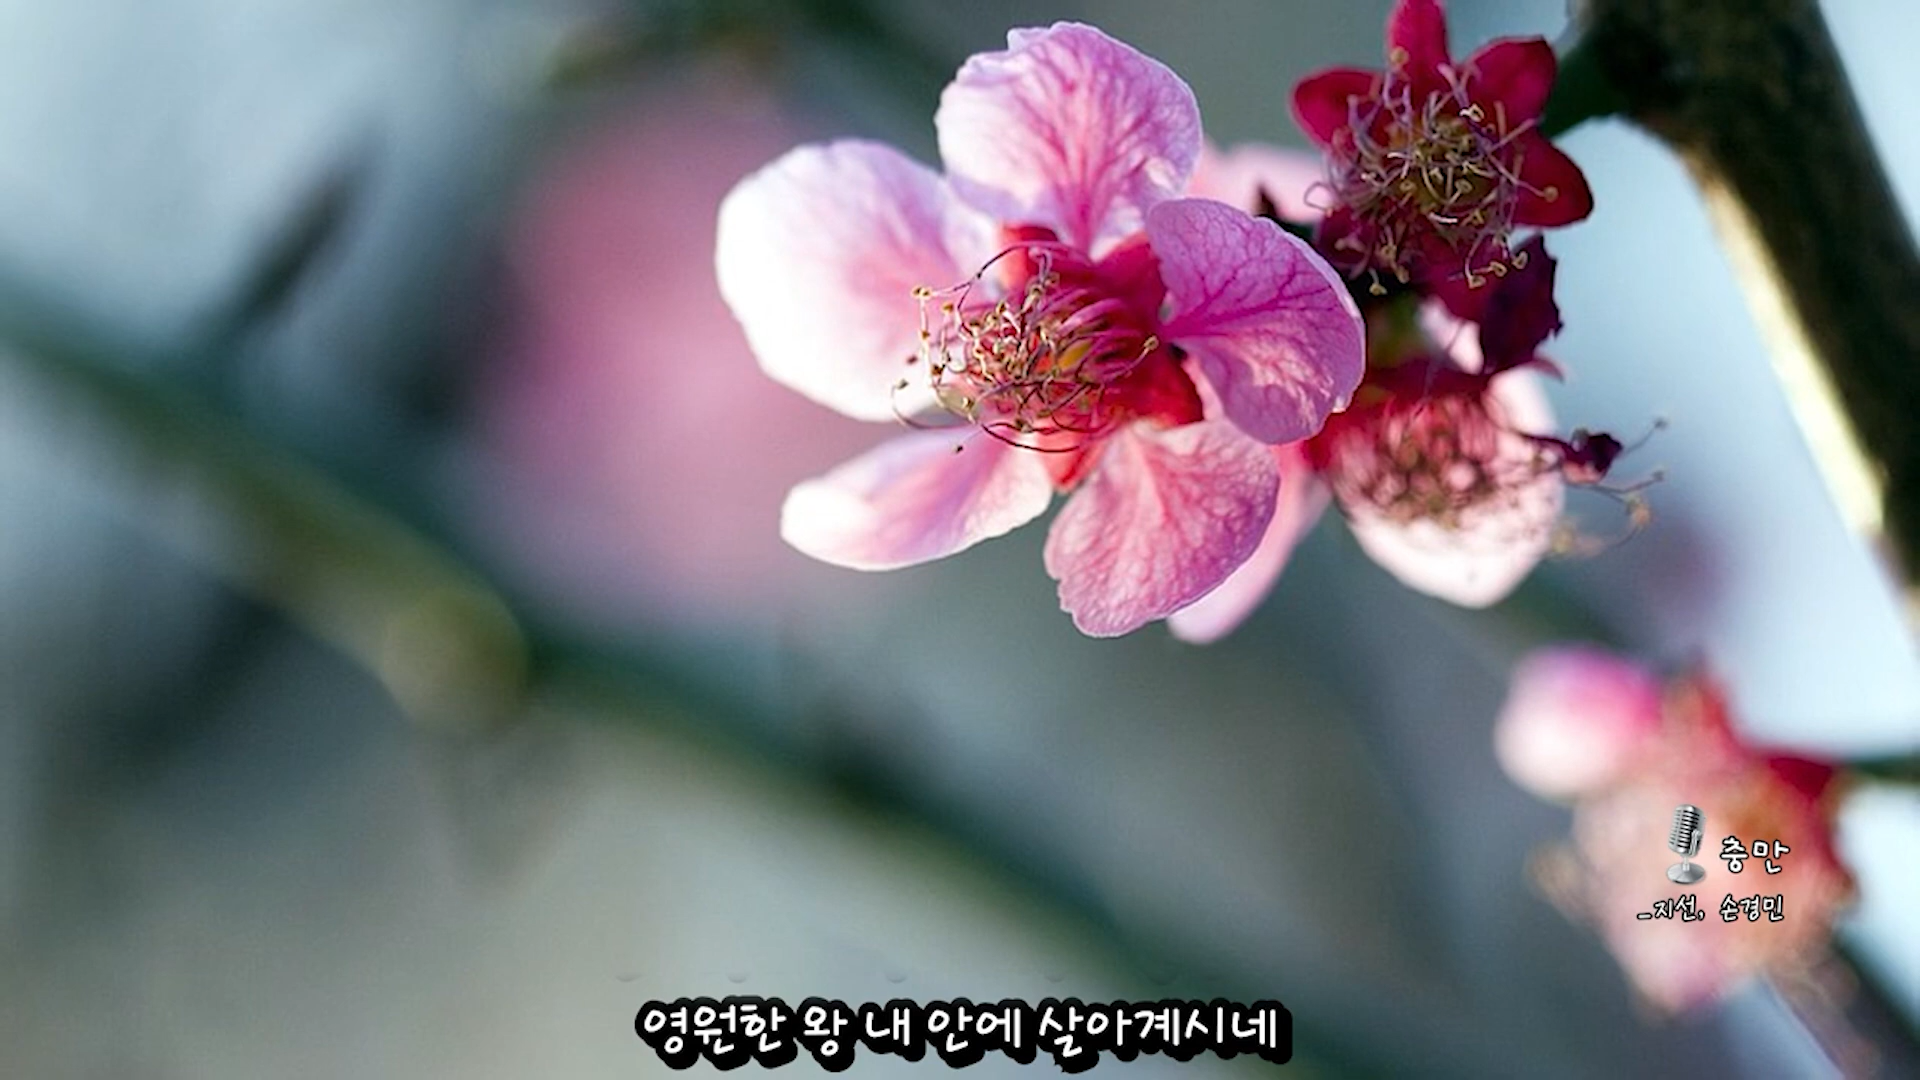 충만
_지선, 손경민
영원한 왕 내 안에 살아계시네